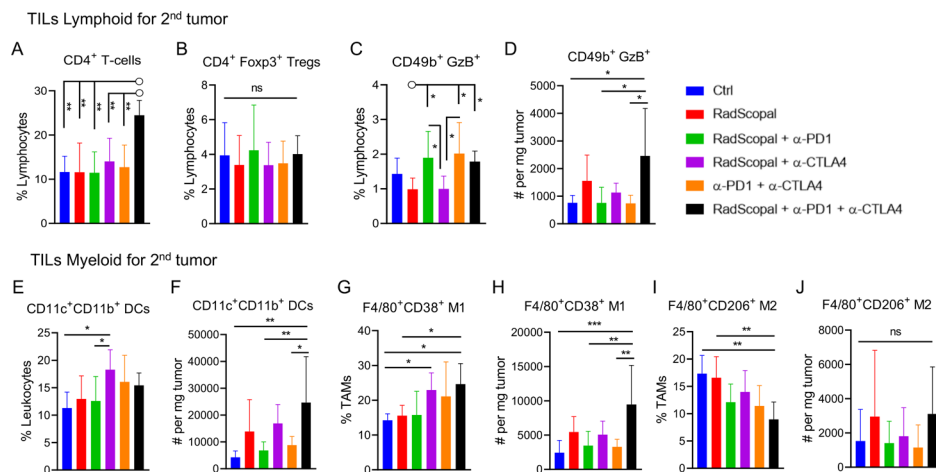 TILs Lymphoid for 2nd tumor
A
CD4+ T-cells
% Lymphocytes
30
20
10
0
** ** ** ** **
B
CD4+ Foxp3+ Tregs
% Lymphocytes
8
6
4
2
0
ns
C
CD49b+ GzB+
% Lymphocytes
4
3
2
1
0
* * * * *
D
CD49b+ GzB+
# per mg tumor
5000
4000
3000
2000
1000
0
*
*
*
Ctrl
RadScopal
RadScopal + α-PD1
RadScopal + α-CTLA4
α-PD1 + α-CTLA4
RadScopal + α-PD1 + α-CTLA4
TILs Myeloid for 2nd tumor
E
CD11c+CD11b+ DCs
% Leukocytes
25
20
15
10
5
0
*
*
F
CD11c+CD11b+ DCs
# per mg tumor
50000
40000
30000
20000
10000
0
**
**
*
G
F4/80+CD38+ M1
% TAMs
40
30
20
10
0
*
*
*
H
F4/80+CD38+ M1
# per mg tumor
20000
15000
10000
5000
0
***
**
**
I
F4/80+CD206+ M2
% TAMs
25
20
15
10
5
0
**
**
J
F4/80+CD206+ M2
# per mg tumor
8000
6000
4000
2000
0
ns